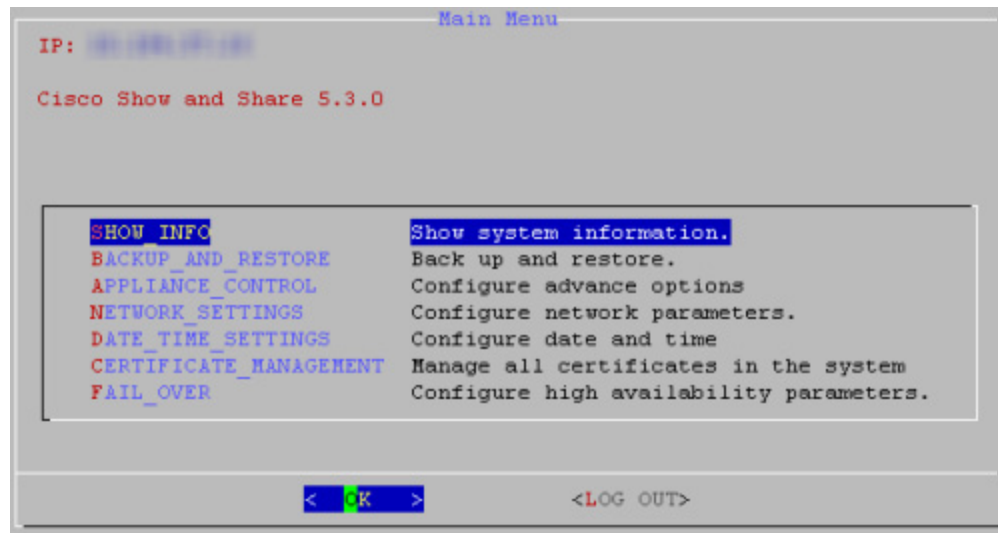 Main Menu
IP:
Cisco Show and Share 5.3.0
SHOW_INFO Show system information.
BACKUP_AND_RESTORE Back up and restore.
APPLIANCE_CONTROL Configure advance options
NETWORK_SETTINGS Configure network parameters.
DATE_TIME_SETTINGS Configure date and time
CERTIFICATE_MANAGEMENT Manage all certificates in the system
FAIL_OVER Configure high availability parameters.
< OK > <LOG OUT>